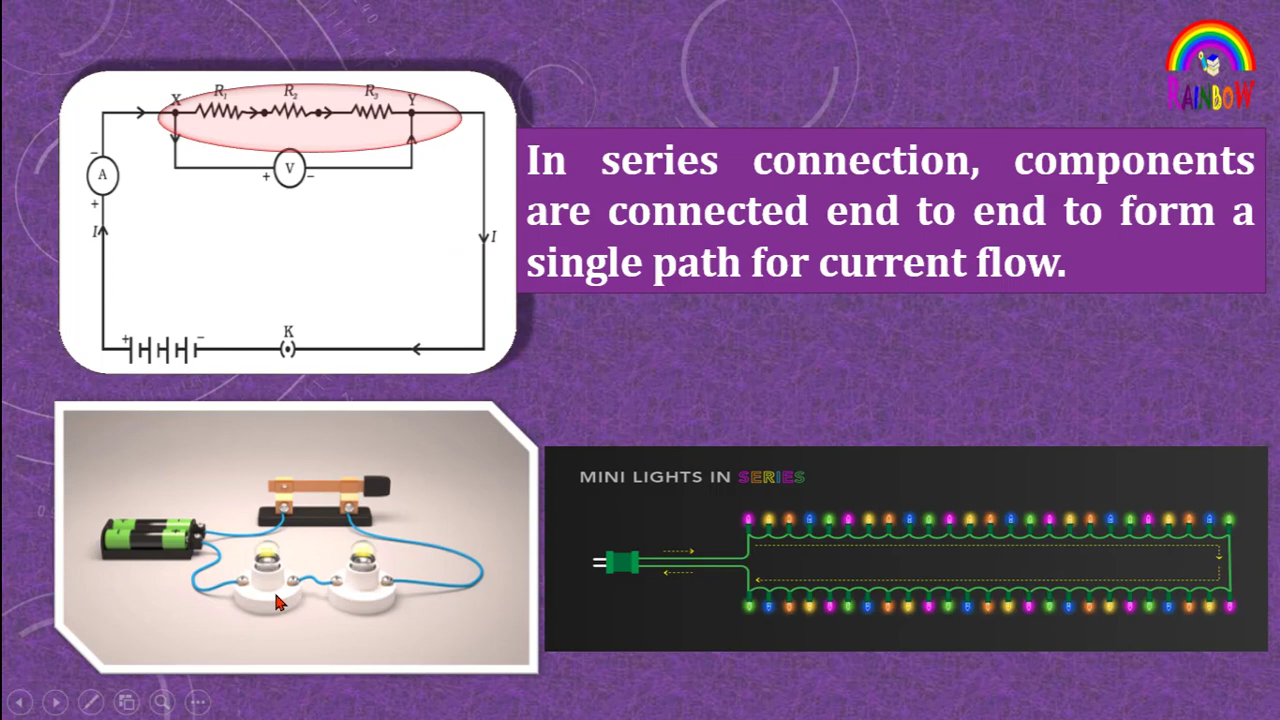 RAINBOW
In series connection, components
are connected end to end to form a
single path for current flow.
X R₁ R₂ R₃ Y
+ V −
−
A
+
I
I
K
+ −
MINI LIGHTS IN SERIES